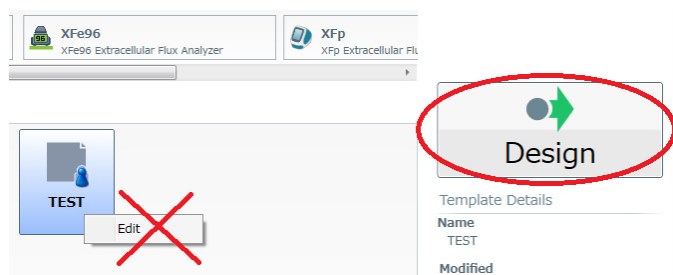 XFe96
XFe96 Extracellular Flux Analyzer
XFp
XFp Extracellular Flu
Design
TEST
Edit
Template Details
Name
TEST
Modified